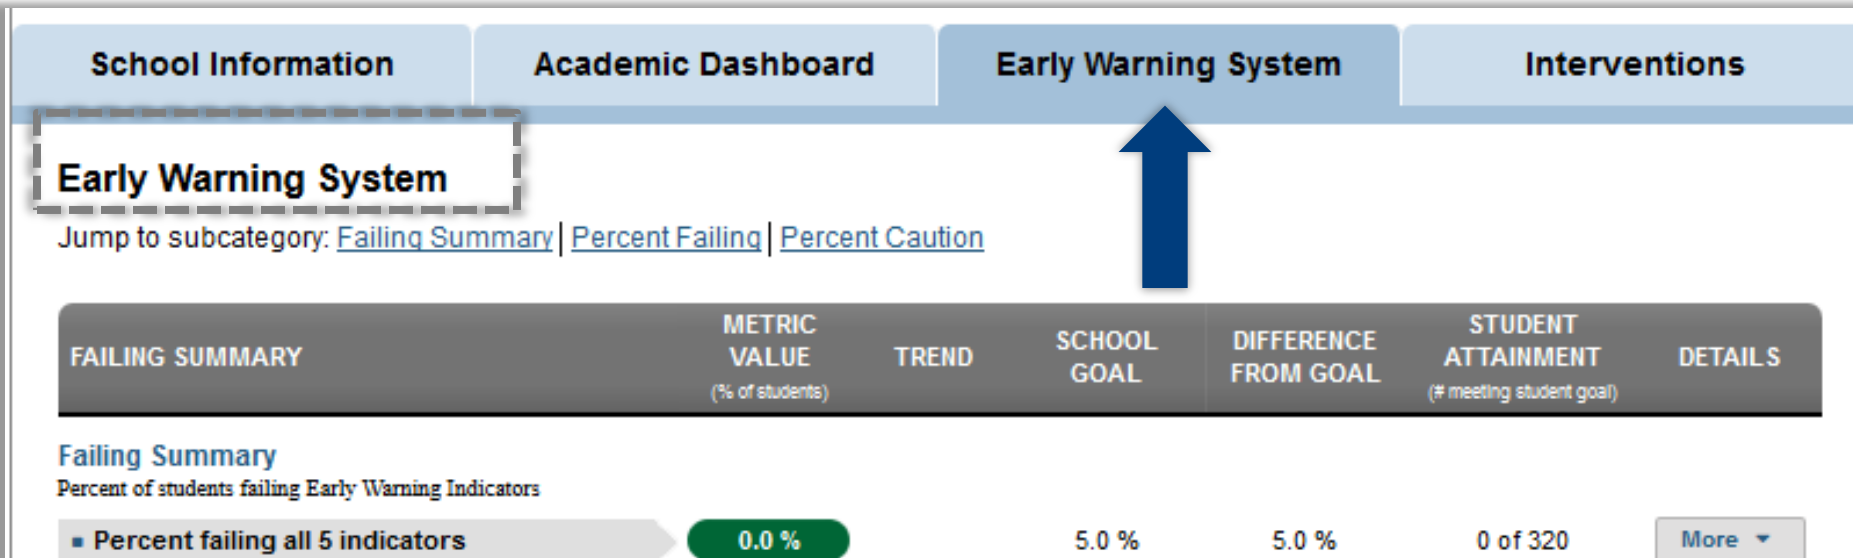 School Information Academic Dashboard Early Warning System Interventions
Early Warning System
Jump to subcategory: Failing Summary | Percent Failing | Percent Caution
FAILING SUMMARY METRIC VALUE (% of students) TREND SCHOOL GOAL DIFFERENCE FROM GOAL STUDENT ATTAINMENT (# meeting student goal) DETAILS
Failing Summary
Percent of students failing Early Warning Indicators
Percent failing all 5 indicators 0.0 % 5.0 % 5.0 % 0 of 320 More